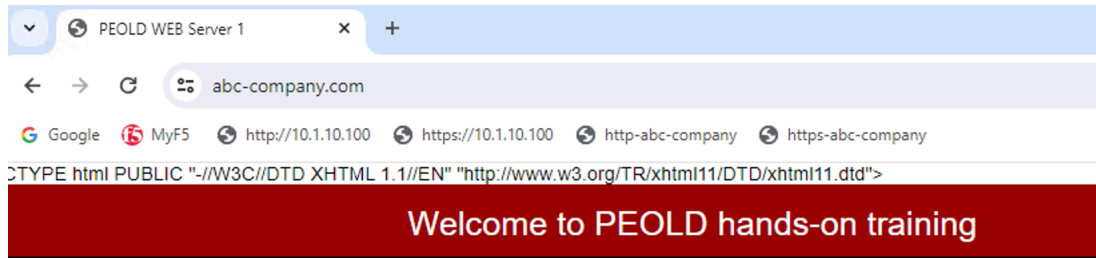 PEOLD WEB Server 1
abc-company.com
Google MyF5 http://10.1.10.100 https://10.1.10.100 http-abc-company https-abc-company
CTYPE html PUBLIC "-//W3C//DTD XHTML 1.1//EN" "http://www.w3.org/TR/xhtml11/DTD/xhtml11.dtd">
Welcome to PEOLD hands-on training